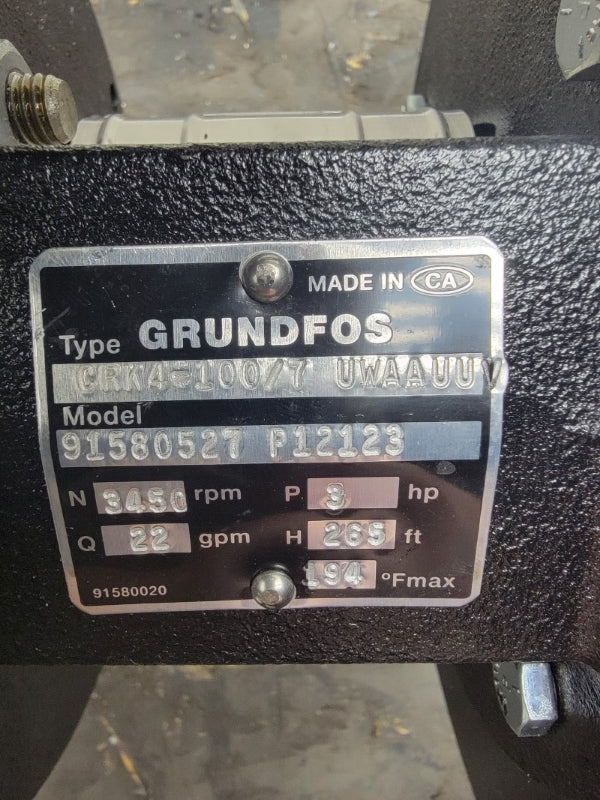 MADE IN CA
Type GRUNDFOS
CRK4-100/7 UWAAUUV
Model
91580527 P12123
N 3450 rpm P 3 hp
Q 22 gpm H 265 ft
194 °Fmax
91580020